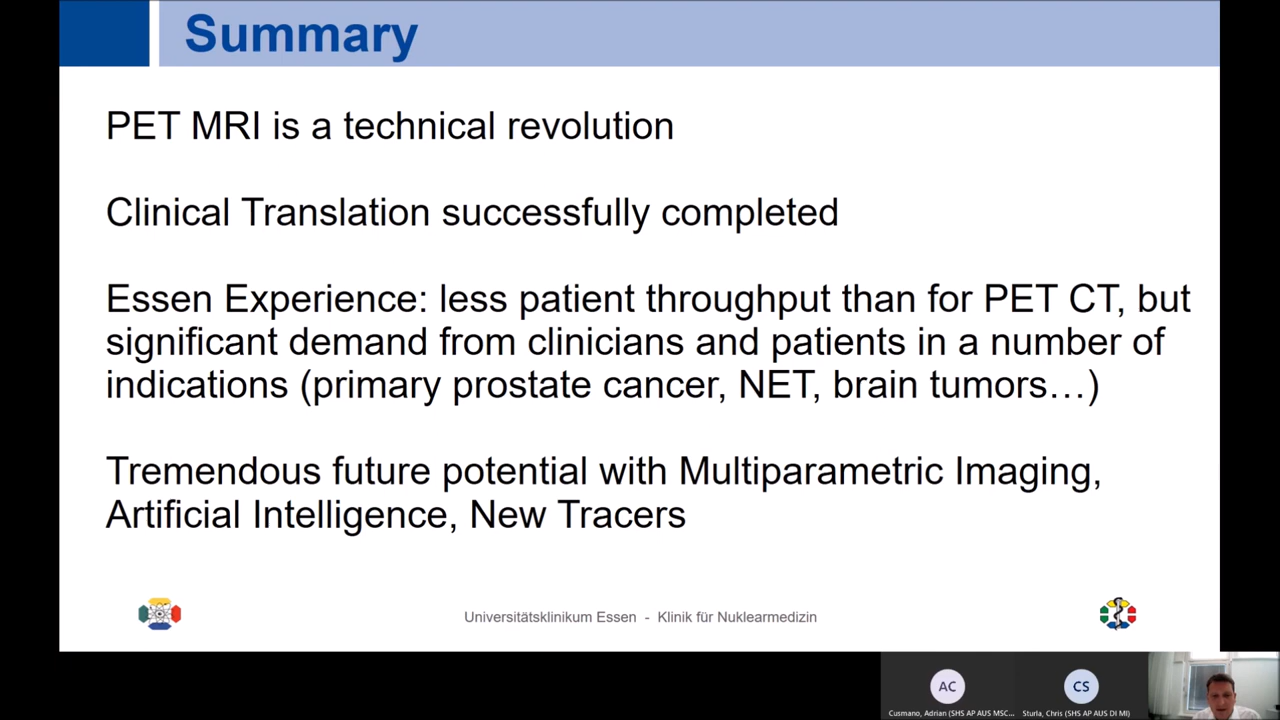 Summary
PET MRI is a technical revolution
Clinical Translation successfully completed
Essen Experience: less patient throughput than for PET CT, but
significant demand from clinicians and patients in a number of
indications (primary prostate cancer, NET, brain tumors…)
Tremendous future potential with Multiparametric Imaging,
Artificial Intelligence, New Tracers
Universitätsklinikum Essen - Klinik für Nuklearmedizin
AC
CS
Cusmano, Adrian (SHS AP AUS MSC...
Sturla, Chris (SHS AP AUS DI MI)